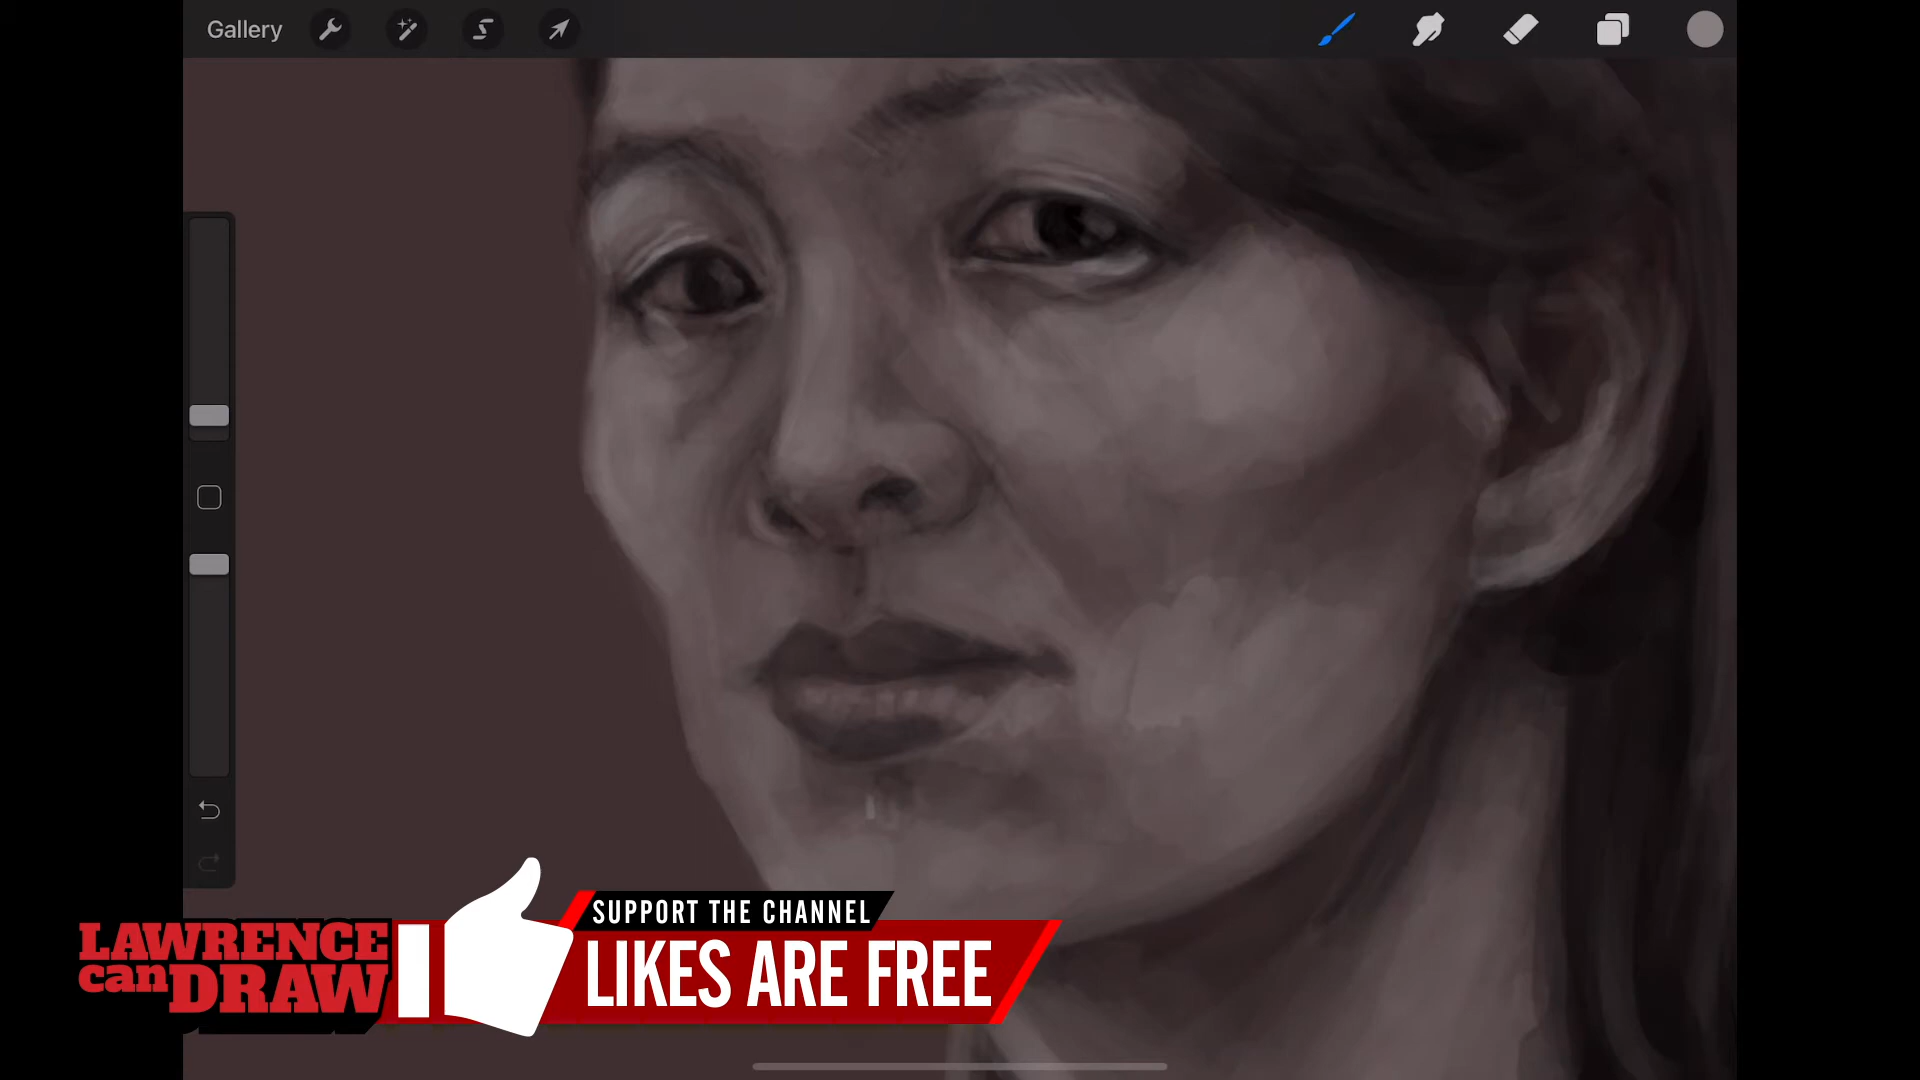 Gallery
LAWRENCE
can DRAW
SUPPORT THE CHANNEL
LIKES ARE FREE